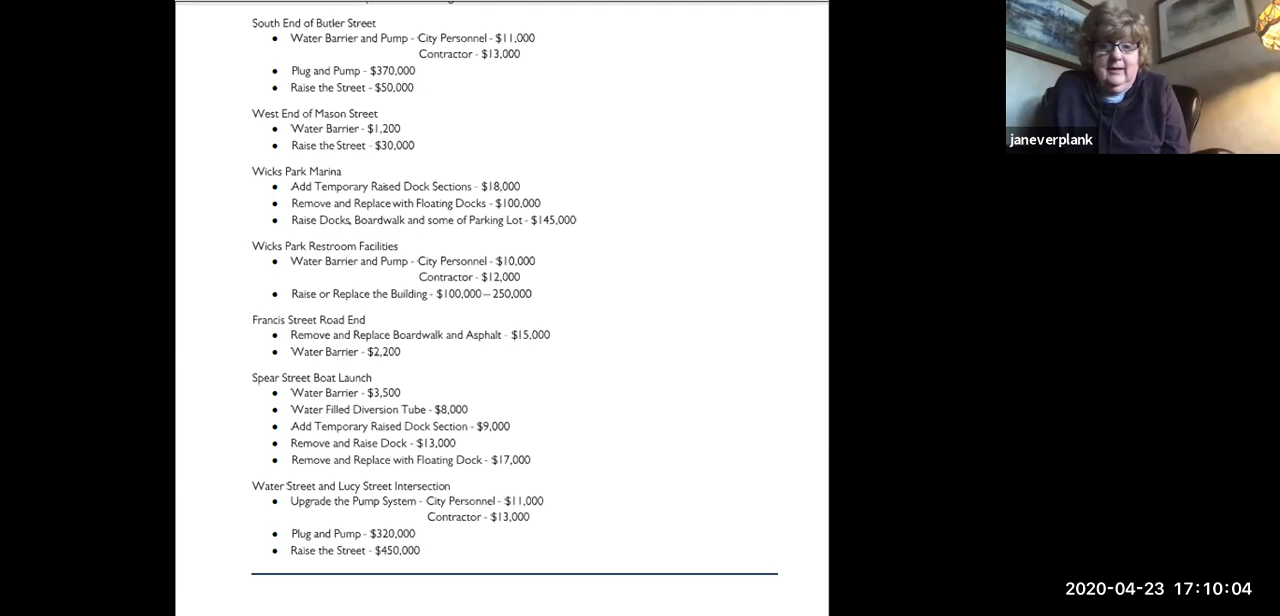 South End of Butler Street
• Water Barrier and Pump - City Personnel - $11,000
Contractor - $13,000
• Plug and Pump - $370,000
• Raise the Street - $50,000
West End of Mason Street
• Water Barrier - $1,200
• Raise the Street - $30,000
Wicks Park Marina
• Add Temporary Raised Dock Sections - $18,000
• Remove and Replace with Floating Docks - $100,000
• Raise Docks, Boardwalk and some of Parking Lot - $145,000
Wicks Park Restroom Facilities
• Water Barrier and Pump - City Personnel - $10,000
Contractor - $12,000
• Raise or Replace the Building - $100,000 – 250,000
Francis Street Road End
• Remove and Replace Boardwalk and Asphalt - $15,000
• Water Barrier - $2,200
Spear Street Boat Launch
• Water Barrier - $3,500
• Water Filled Diversion Tube - $8,000
• Add Temporary Raised Dock Section - $9,000
• Remove and Raise Dock - $13,000
• Remove and Replace with Floating Dock - $17,000
Water Street and Lucy Street Intersection
• Upgrade the Pump System - City Personnel - $11,000
Contractor - $13,000
• Plug and Pump - $320,000
• Raise the Street - $450,000
janeverplank
2020-04-23 17:10:04